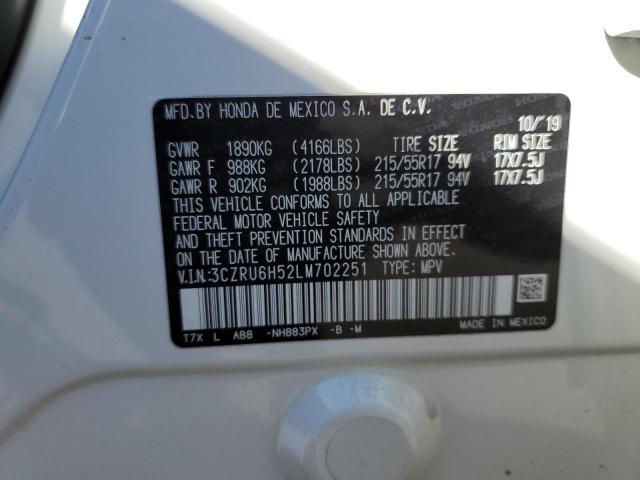 MFD.BY HONDA DE MEXICO S.A. DE C.V.
10/'19
GVWR 1890KG (4166LBS) TIRE SIZE RIM SIZE
GAWR F 988KG (2178LBS) 215/55R17 94V 17X7.5J
GAWR R 902KG (1988LBS) 215/55R17 94V 17X7.5J
THIS VEHICLE CONFORMS TO ALL APPLICABLE
FEDERAL MOTOR VEHICLE SAFETY
AND THEFT PREVENTION STANDARDS IN EFFECT
ON THE DATE OF MANUFACTURE SHOWN ABOVE.
V.I.N:3CZRU6H52LM702251 TYPE: MPV
T7X L AB8 -NH883PX -B -M
MADE IN MEXICO